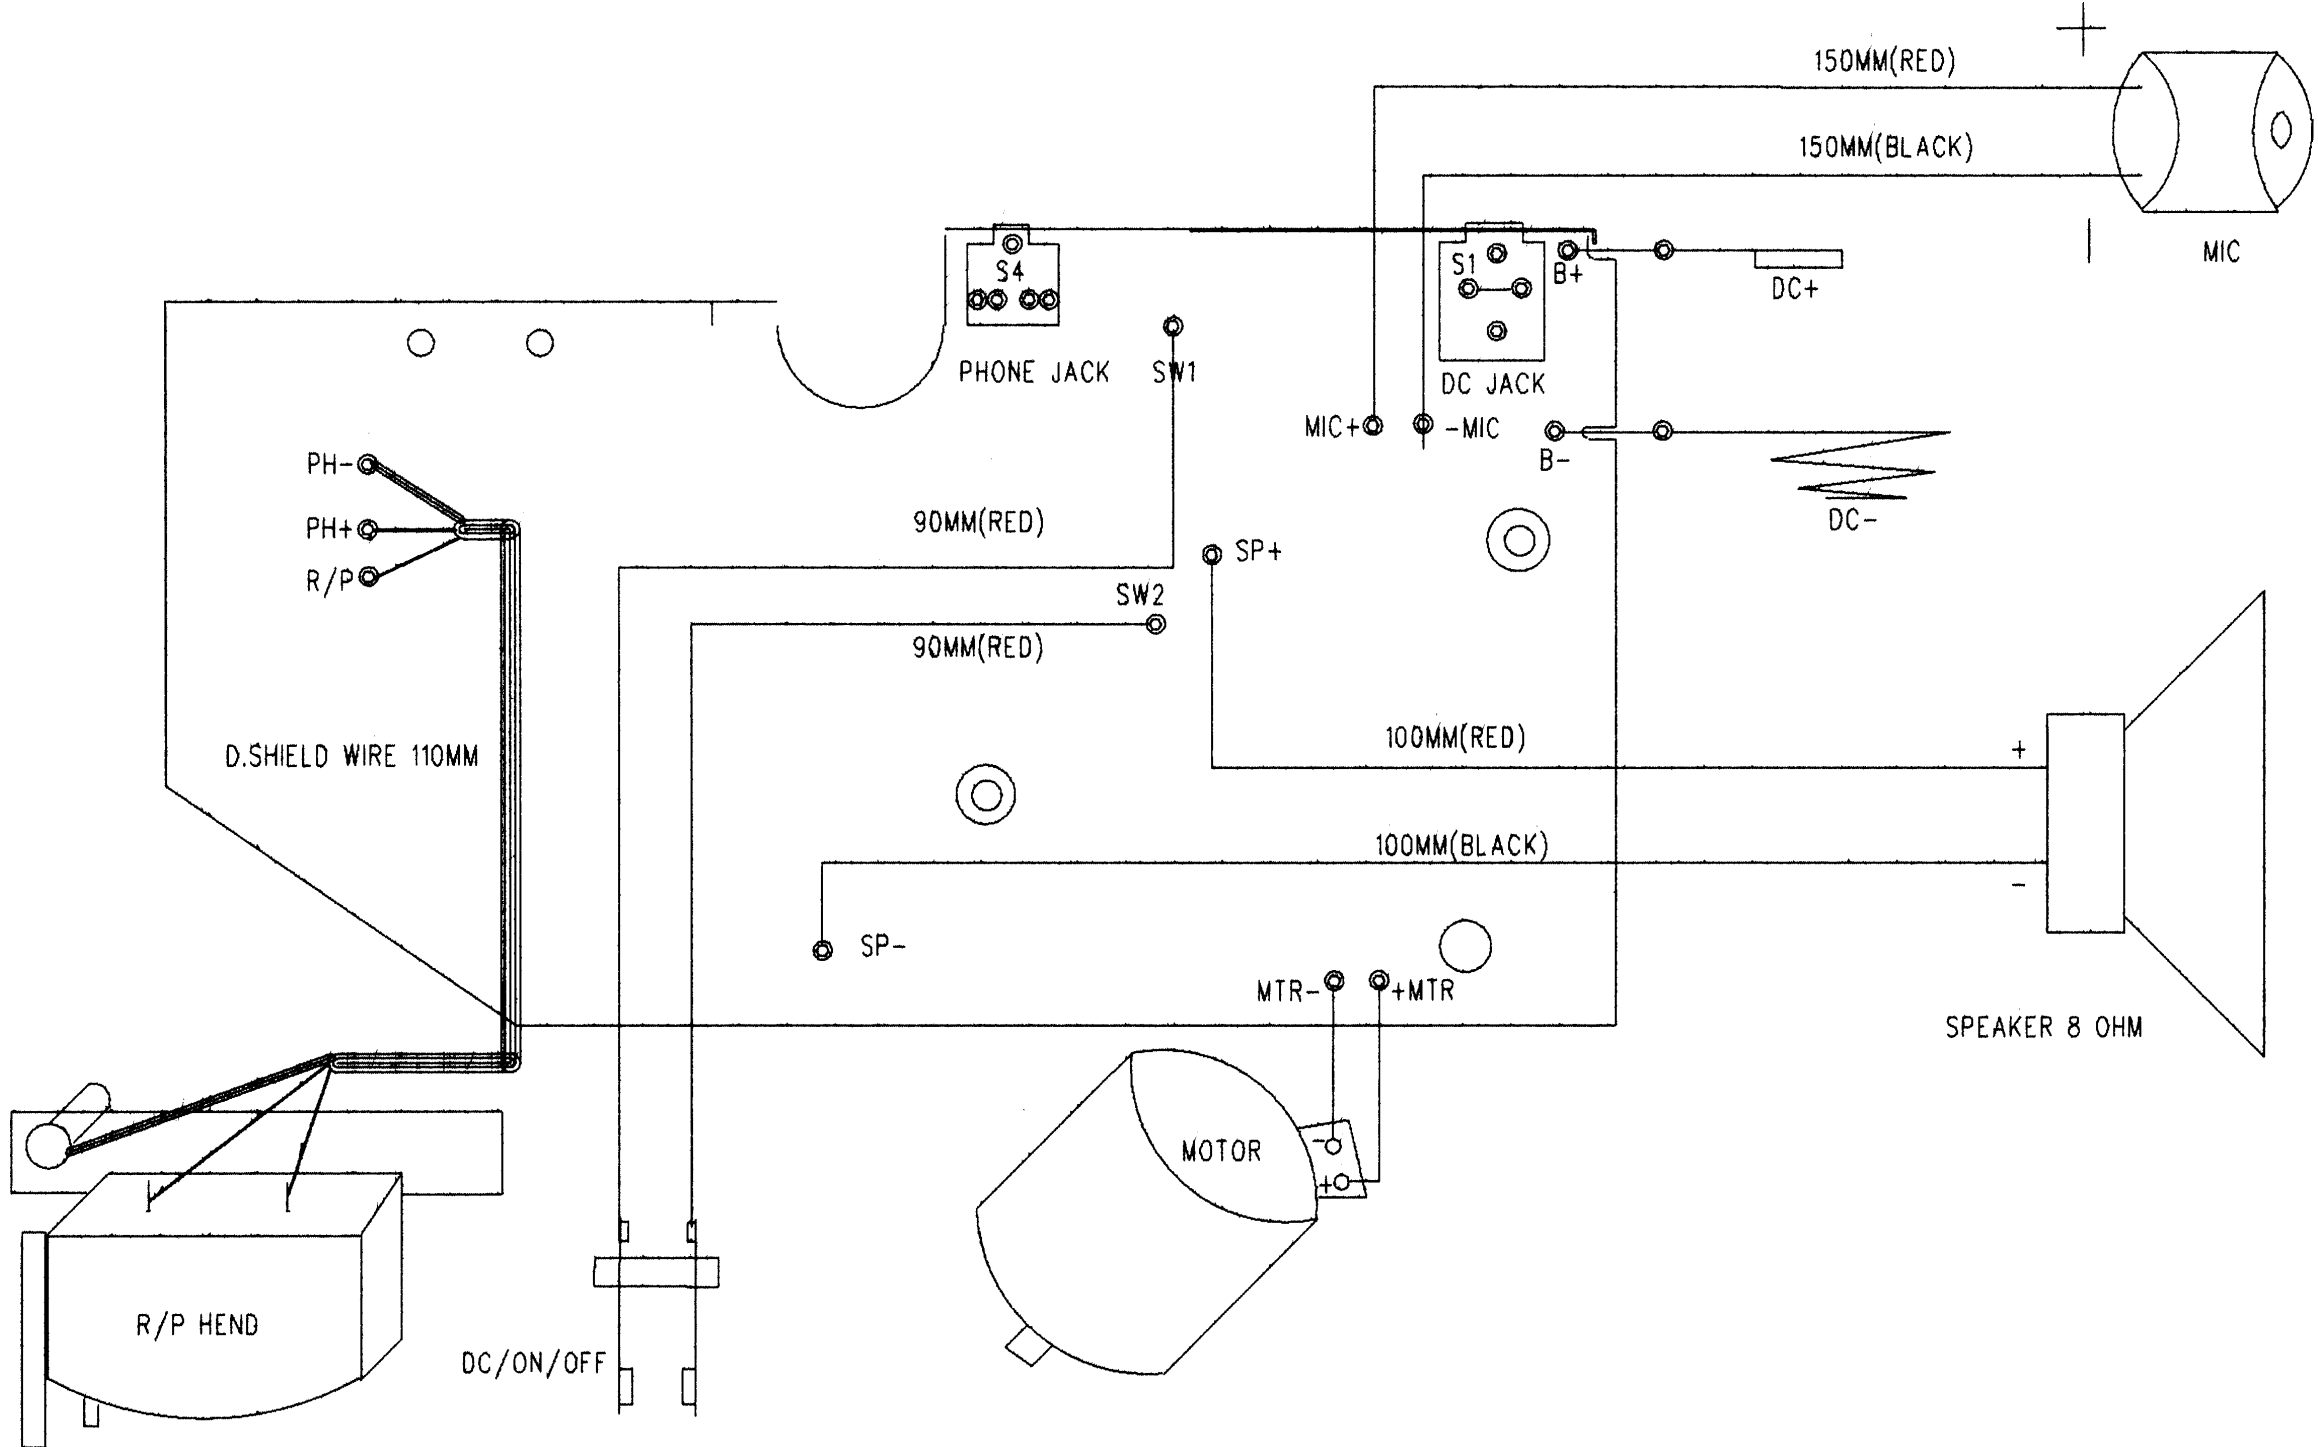 +
150MM(RED)
150MM(BLACK)
-
MIC
S4
S1
B+
DC+
PHONE JACK
SW1
DC JACK
MIC+
-MIC
B-
PH-
PH+
R/P
90MM(RED)
SP+
DC-
SW2
90MM(RED)
100MM(RED)
+
D.SHIELD WIRE 110MM
100MM(BLACK)
-
SP-
MTR-
+MTR
SPEAKER 8 OHM
MOTOR
-
+
R/P HEND
DC/ON/OFF